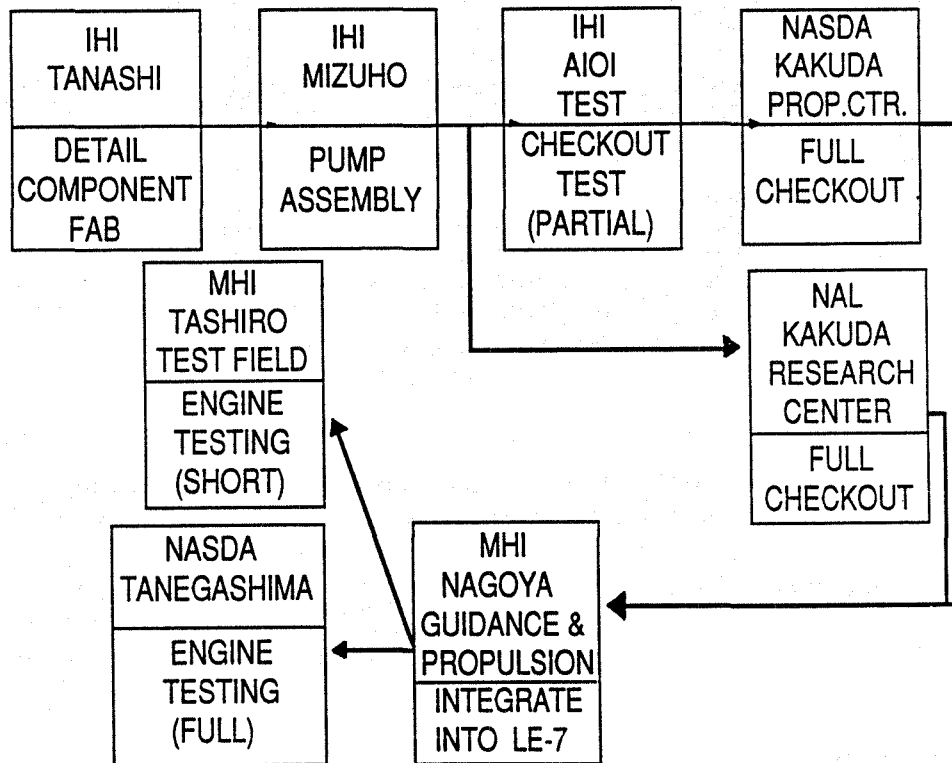 IHI
TANASHI
DETAIL
COMPONENT
FAB
IHI
MIZUHO
PUMP
ASSEMBLY
IHI
AIOI
TEST
CHECKOUT
TEST
(PARTIAL)
NASDA
KAKUDA
PROP.CTR.
FULL
CHECKOUT
MHI
TASHIRO
TEST FIELD
ENGINE
TESTING
(SHORT)
NAL
KAKUDA
RESEARCH
CENTER
FULL
CHECKOUT
NASDA
TANEGASHIMA
ENGINE
TESTING
(FULL)
MHI
NAGOYA
GUIDANCE &
PROPULSION
INTEGRATE
INTO LE-7